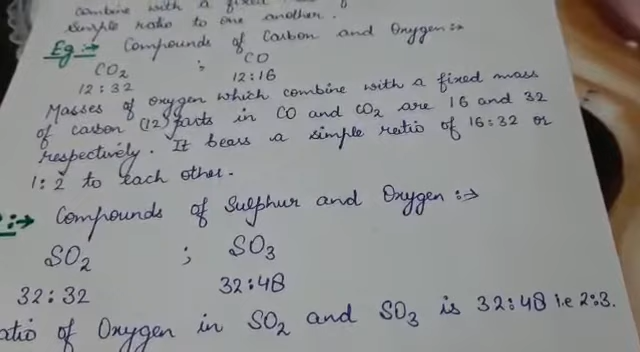 combine with a fixed
simple ratio to one another.
Eg:→ Compounds of Carbon and Oxygen:→
CO2 ; CO
12:32 12:16
Masses of oxygen which combine with a fixed mass
of carbon (12) parts in CO and CO2 are 16 and 32
respectively. It bears a simple ratio of 16:32 or
1:2 to each other.
:→ Compounds of Sulphur and Oxygen:→
SO2 ; SO3
32:32 32:48
atio of Oxygen in SO2 and SO3 is 32:48 i.e 2:3.